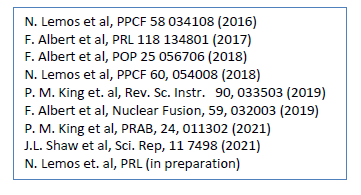 N. Lemos et al, PPCF 58 034108 (2016)
F. Albert et al, PRL 118 134801 (2017)
F. Albert et al, POP 25 056706 (2018)
N. Lemos et al, PPCF 60, 054008 (2018)
P. M. King et. al, Rev. Sc. Instr. 90, 033503 (2019)
F. Albert et al, Nuclear Fusion, 59, 032003 (2019)
P. M. King et al, PRAB, 24, 011302 (2021)
J.L. Shaw et al, Sci. Rep, 11 7498 (2021)
N. Lemos et. al, PRL (in preparation)